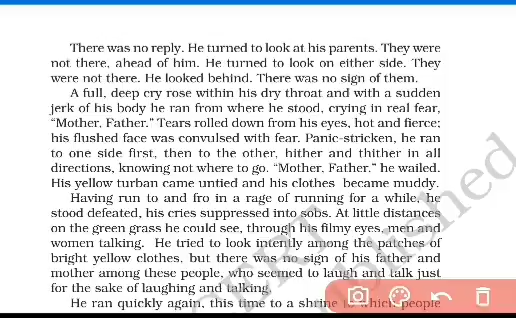 There was no reply. He turned to look at his parents. They were
not there, ahead of him. He turned to look on either side. They
were not there. He looked behind. There was no sign of them.
A full, deep cry rose within his dry throat and with a sudden
jerk of his body he ran from where he stood, crying in real fear,
“Mother, Father.” Tears rolled down from his eyes, hot and fierce;
his flushed face was convulsed with fear. Panic-stricken, he ran
to one side first, then to the other, hither and thither in all
directions, knowing not where to go. “Mother, Father,” he wailed.
His yellow turban came untied and his clothes became muddy.
Having run to and fro in a rage of running for a while, he
stood defeated, his cries suppressed into sobs. At little distances
on the green grass he could see, through his filmy eyes, men and
women talking. He tried to look intently among the patches of
bright yellow clothes, but there was no sign of his father and
mother among these people, who seemed to laugh and talk just
for the sake of laughing and talking.
He ran quickly again, this time to a shrine to which people